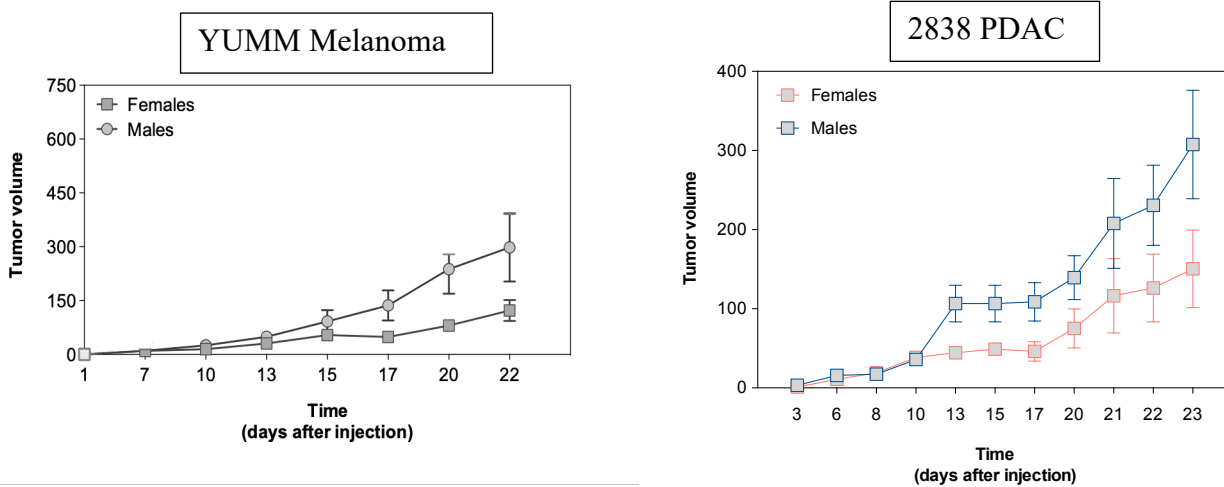 YUMM Melanoma
750
600
450
300
150
0
Tumor volume
Females
Males
1 7 10 13 15 17 20 22
Time
(days after injection)
2838 PDAC
400
300
200
100
0
Tumor volume
Females
Males
3 6 8 10 13 15 17 20 21 22 23
Time
(days after injection)